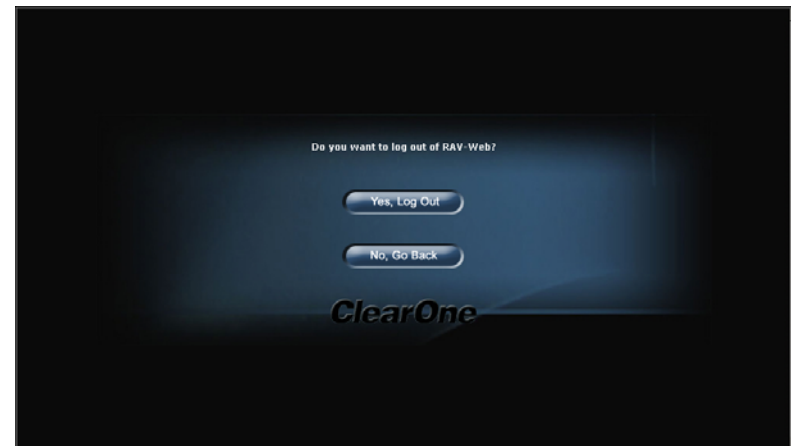 Do you want to log out of RAV-Web?
Yes, Log Out
No, Go Back
ClearOne